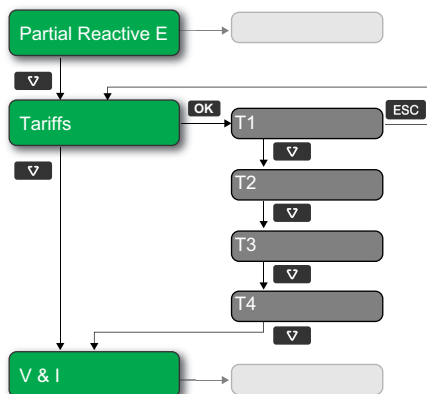 Partial Reactive E
Tariffs
OK
T1
ESC
T2
T3
T4
V & I